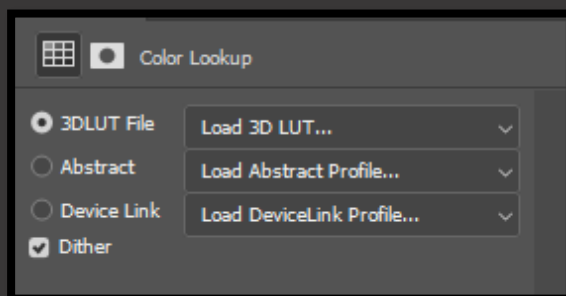 Color Lookup
3DLUT File Load 3D LUT...
Abstract Load Abstract Profile...
Device Link Load DeviceLink Profile...
Dither